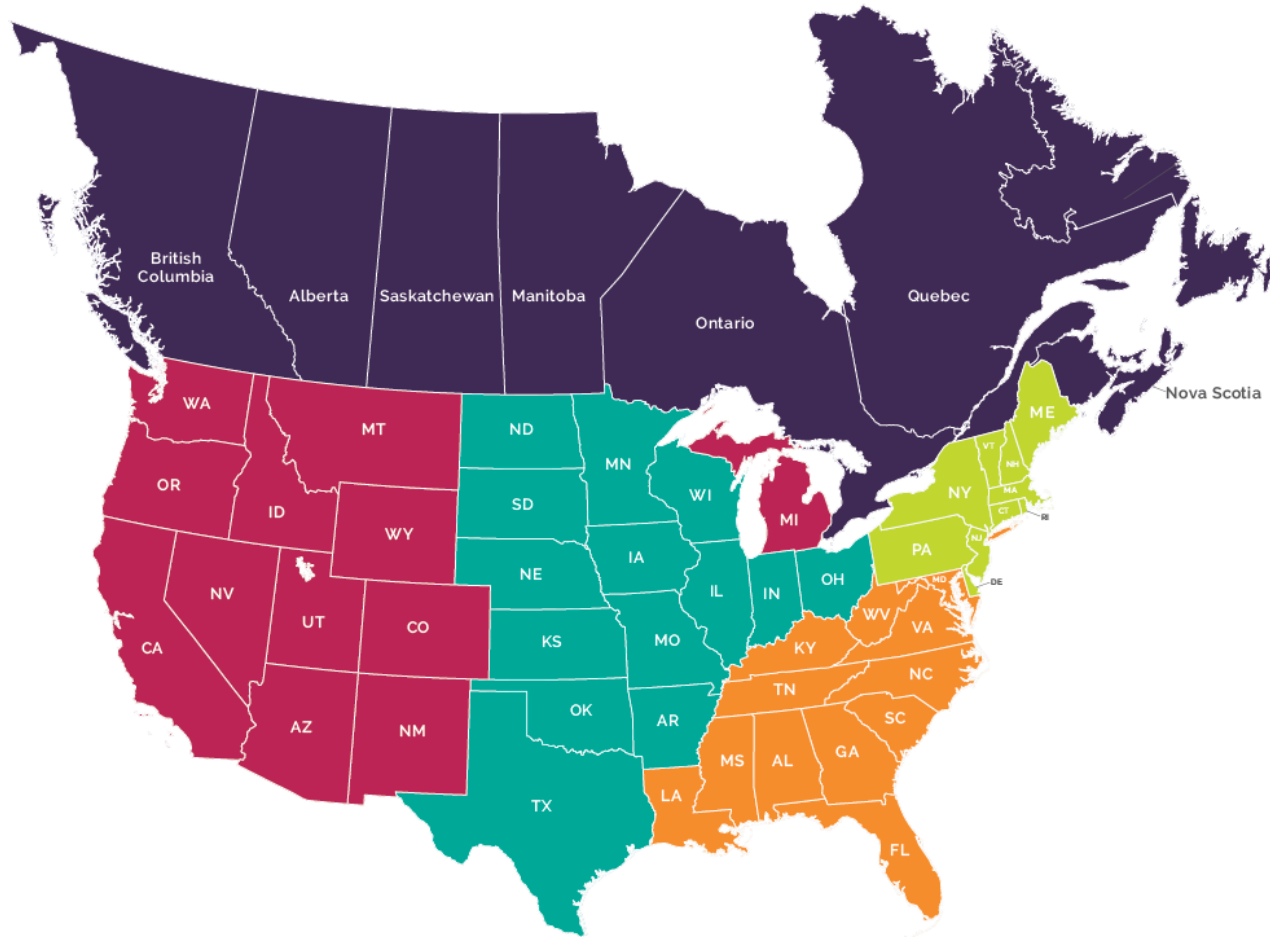 British
Columbia
Alberta
Saskatchewan
Manitoba
Ontario
Quebec
Nova Scotia
WA
MT
ND
MN
ME
VT
NH
OR
ID
SD
WI
NY
MA
CT
RI
WY
MI
IA
PA
NJ
NV
NE
IL
IN
OH
MD
DE
UT
CO
KS
MO
WV
VA
CA
KY
TN
NC
AZ
NM
OK
AR
SC
MS
AL
GA
TX
LA
FL